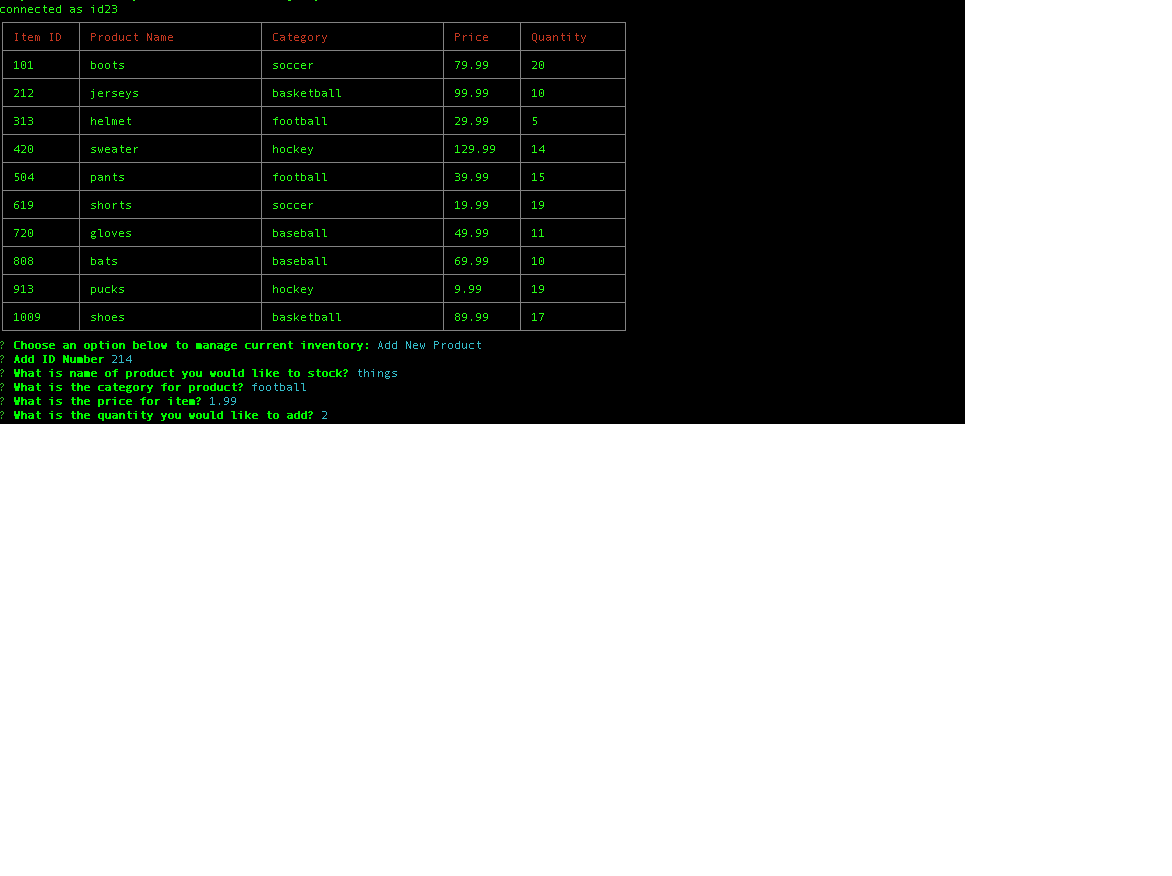 connected as id23
Item ID Product Name Category Price Quantity
101 boots soccer 79.99 20
212 jerseys basketball 99.99 10
313 helmet football 29.99 5
420 sweater hockey 129.99 14
504 pants football 39.99 15
619 shorts soccer 19.99 19
720 gloves baseball 49.99 11
808 bats baseball 69.99 10
913 pucks hockey 9.99 19
1009 shoes basketball 89.99 17
? Choose an option below to manage current inventory: Add New Product
? Add ID Number 214
? What is name of product you would like to stock? things
? What is the category for product? football
? What is the price for item? 1.99
? What is the quantity you would like to add? 2